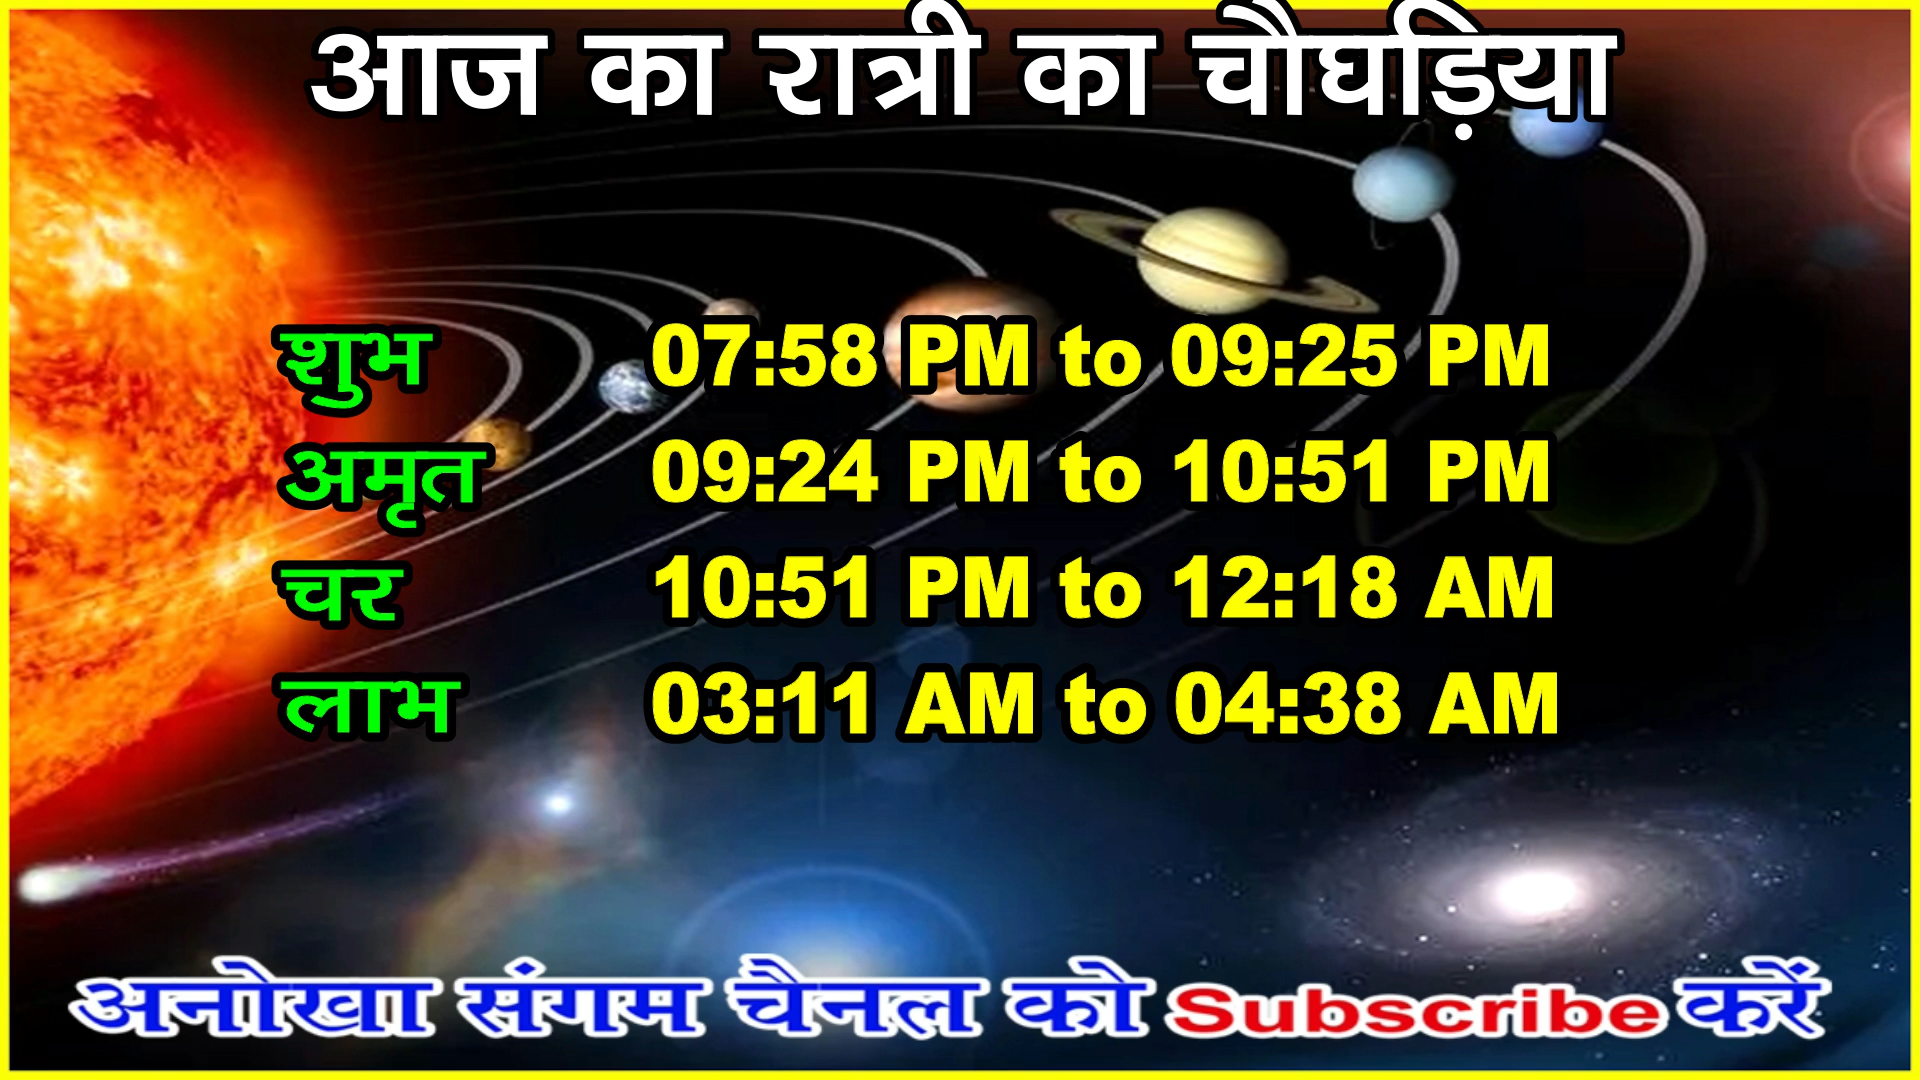 आज का रात्री का चौघड़िया
शुभ 07:58 PM to 09:25 PM
अमृत 09:24 PM to 10:51 PM
चर 10:51 PM to 12:18 AM
लाभ 03:11 AM to 04:38 AM
अनोखा संगम चैनल को Subscribe करें